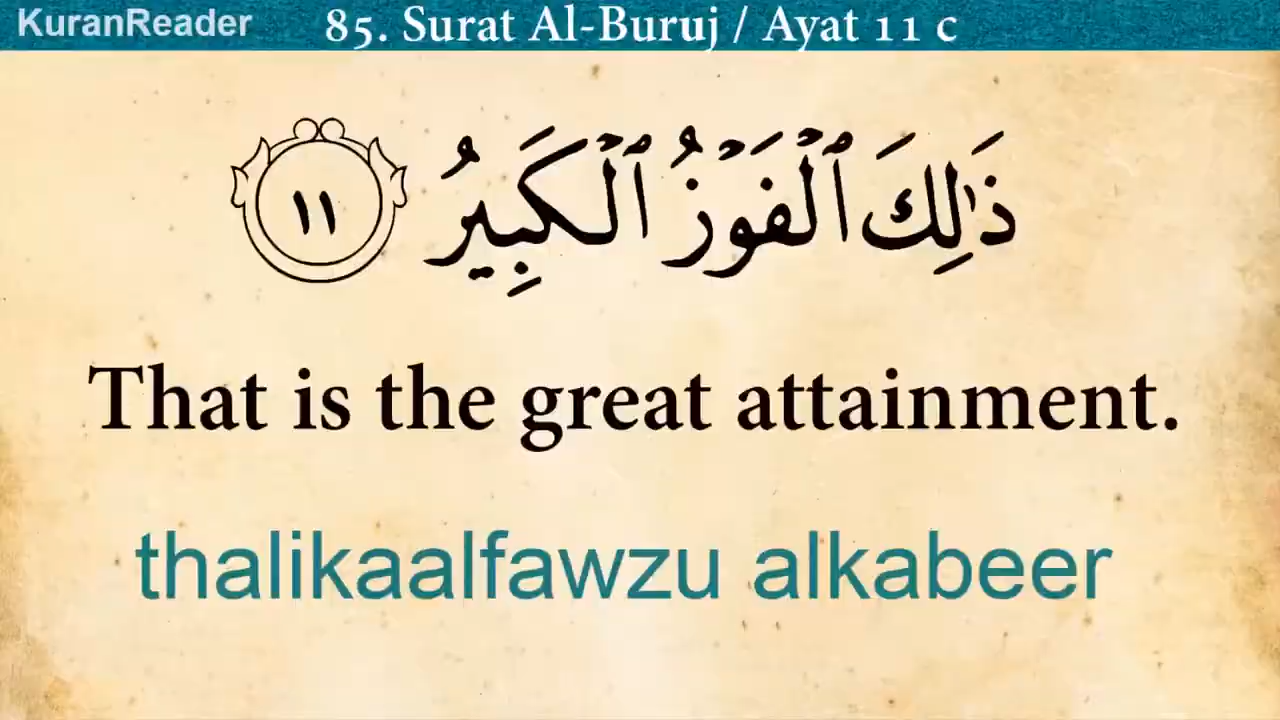 KuranReader
85. Surat Al-Buruj / Ayat 11 c
ذَٰلِكَ ٱلْفَوْزُ ٱلْكَبِيرُ ١١
That is the great attainment.
thalikaalfawzu alkabeer